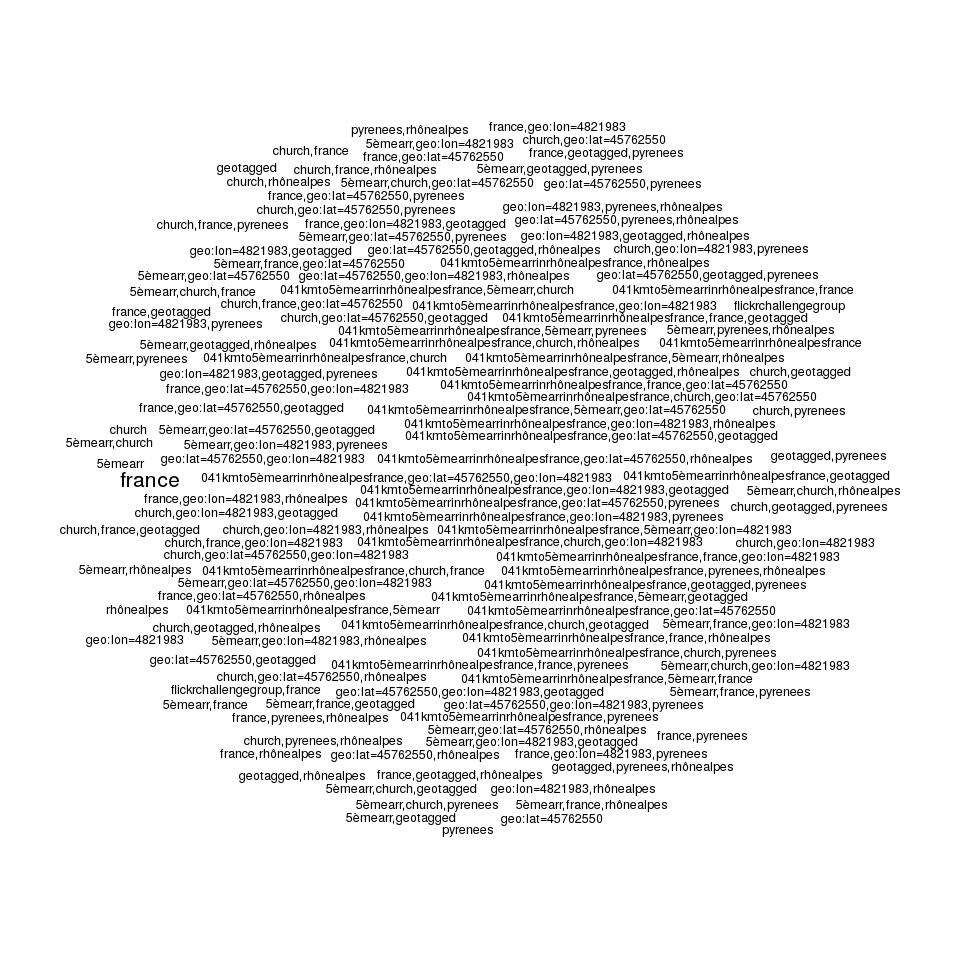 france,geo:lon=4821983
pyrenees,rhônealpes
church,geo:lat=45762550
5èmearr,geo:lon=4821983
church,france
france,geotagged,pyrenees
france,geo:lat=45762550
geotagged
church,france,rhônealpes
5èmearr,geotagged,pyrenees
church,rhônealpes
5èmearr,church,geo:lat=45762550
geo:lat=45762550,pyrenees
france,geo:lat=45762550,pyrenees
church,geo:lat=45762550,pyrenees
geo:lon=4821983,pyrenees,rhônealpes
church,france,pyrenees
france,geo:lon=4821983,geotagged
geo:lat=45762550,pyrenees,rhônealpes
5èmearr,geo:lat=45762550,pyrenees
geo:lon=4821983,geotagged,rhônealpes
geo:lon=4821983,geotagged
geo:lat=45762550,geotagged,rhônealpes
church,geo:lon=4821983,pyrenees
5èmearr,france,geo:lat=45762550
041kmto5èmearrinrhônealpesfrance,rhônealpes
5èmearr,geo:lat=45762550
geo:lat=45762550,geo:lon=4821983,rhônealpes
geo:lat=45762550,geotagged,pyrenees
5èmearr,church,france
041kmto5èmearrinrhônealpesfrance,5èmearr,church
041kmto5èmearrinrhônealpesfrance,france
church,france,geo:lat=45762550
041kmto5èmearrinrhônealpesfrance,geo:lon=4821983
flickrchallengegroup
france,geotagged
church,geo:lat=45762550,geotagged
041kmto5èmearrinrhônealpesfrance,france,geotagged
geo:lon=4821983,pyrenees
041kmto5èmearrinrhônealpesfrance,5èmearr,pyrenees
5èmearr,pyrenees,rhônealpes
5èmearr,geotagged,rhônealpes
041kmto5èmearrinrhônealpesfrance,church,rhônealpes
041kmto5èmearrinrhônealpesfrance
5èmearr,pyrenees
041kmto5èmearrinrhônealpesfrance,church
041kmto5èmearrinrhônealpesfrance,5èmearr,rhônealpes
geo:lon=4821983,geotagged,pyrenees
041kmto5èmearrinrhônealpesfrance,geotagged,rhônealpes
church,geotagged
france,geo:lat=45762550,geo:lon=4821983
041kmto5èmearrinrhônealpesfrance,france,geo:lat=45762550
041kmto5èmearrinrhônealpesfrance,church,geo:lat=45762550
france,geo:lat=45762550,geotagged
041kmto5èmearrinrhônealpesfrance,5èmearr,geo:lat=45762550
church,pyrenees
041kmto5èmearrinrhônealpesfrance,geo:lon=4821983,rhônealpes
church
5èmearr,geo:lat=45762550,geotagged
041kmto5èmearrinrhônealpesfrance,geo:lat=45762550,geotagged
5èmearr,church
5èmearr,geo:lon=4821983,pyrenees
geo:lat=45762550,geo:lon=4821983
041kmto5èmearrinrhônealpesfrance,geo:lat=45762550,rhônealpes
geotagged,pyrenees
5èmearr
france
041kmto5èmearrinrhônealpesfrance,geo:lat=45762550,geo:lon=4821983
041kmto5èmearrinrhônealpesfrance,geotagged
041kmto5èmearrinrhônealpesfrance,geo:lon=4821983,geotagged
5èmearr,church,rhônealpes
france,geo:lon=4821983,rhônealpes
041kmto5èmearrinrhônealpesfrance,geo:lat=45762550,pyrenees
church,geotagged,pyrenees
church,geo:lon=4821983,geotagged
041kmto5èmearrinrhônealpesfrance,geo:lon=4821983,pyrenees
church,france,geotagged
church,geo:lon=4821983,rhônealpes
041kmto5èmearrinrhônealpesfrance,5èmearr,geo:lon=4821983
church,france,geo:lon=4821983
041kmto5èmearrinrhônealpesfrance,church,geo:lon=4821983
church,geo:lon=4821983
church,geo:lat=45762550,geo:lon=4821983
041kmto5èmearrinrhônealpesfrance,france,geo:lon=4821983
5èmearr,rhônealpes
041kmto5èmearrinrhônealpesfrance,church,france
041kmto5èmearrinrhônealpesfrance,pyrenees,rhônealpes
5èmearr,geo:lat=45762550,geo:lon=4821983
041kmto5èmearrinrhônealpesfrance,geotagged,pyrenees
france,geo:lat=45762550,rhônealpes
041kmto5èmearrinrhônealpesfrance,5èmearr,geotagged
rhônealpes
041kmto5èmearrinrhônealpesfrance,5èmearr
041kmto5èmearrinrhônealpesfrance,geo:lat=45762550
church,geotagged,rhônealpes
041kmto5èmearrinrhônealpesfrance,church,geotagged
5èmearr,france,geo:lon=4821983
geo:lon=4821983
5èmearr,geo:lon=4821983,rhônealpes
041kmto5èmearrinrhônealpesfrance,france,rhônealpes
041kmto5èmearrinrhônealpesfrance,church,pyrenees
geo:lat=45762550,geotagged
041kmto5èmearrinrhônealpesfrance,france,pyrenees
5èmearr,church,geo:lon=4821983
church,geo:lat=45762550,rhônealpes
041kmto5èmearrinrhônealpesfrance,5èmearr,france
flickrchallengegroup,france
geo:lat=45762550,geo:lon=4821983,geotagged
5èmearr,france,pyrenees
5èmearr,france
5èmearr,france,geotagged
geo:lat=45762550,geo:lon=4821983,pyrenees
france,pyrenees,rhônealpes
041kmto5èmearrinrhônealpesfrance,pyrenees
5èmearr,geo:lat=45762550,rhônealpes
france,pyrenees
church,pyrenees,rhônealpes
5èmearr,geo:lon=4821983,geotagged
france,rhônealpes
geo:lat=45762550,rhônealpes
france,geo:lon=4821983,pyrenees
geotagged,pyrenees,rhônealpes
geotagged,rhônealpes
france,geotagged,rhônealpes
5èmearr,church,geotagged
geo:lon=4821983,rhônealpes
5èmearr,church,pyrenees
5èmearr,france,rhônealpes
5èmearr,geotagged
geo:lat=45762550
pyrenees